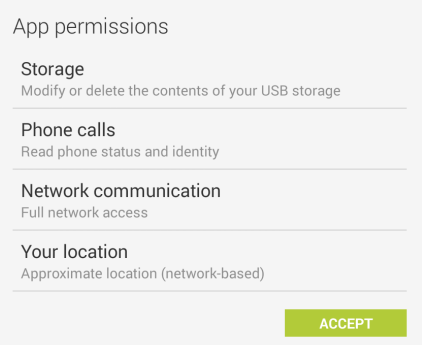 App permissions
Storage
Modify or delete the contents of your USB storage
Phone calls
Read phone status and identity
Network communication
Full network access
Your location
Approximate location (network-based)
ACCEPT